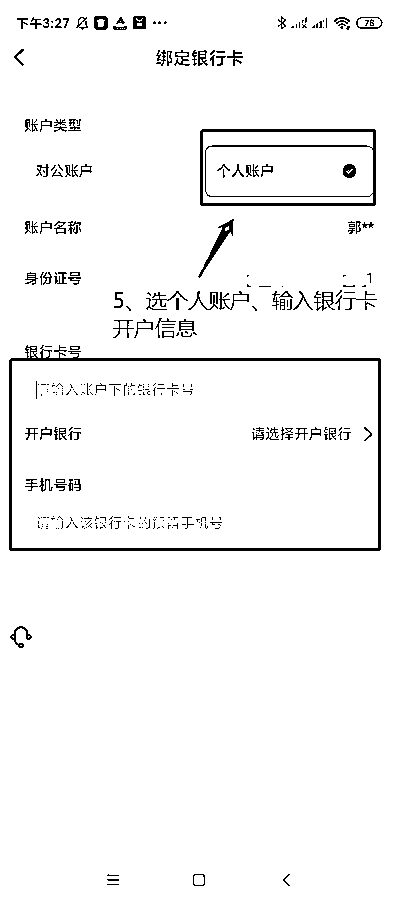 下午3:27 76
绑定银行卡
账户类型
对公账户 个人账户
账户名称 郭**
身份证号 1
5、选个人账户、输入银行卡
开户信息
银行卡号
请输入账户下的银行卡号
开户银行 请选择开户银行
手机号码
请输入该银行卡的预留手机号